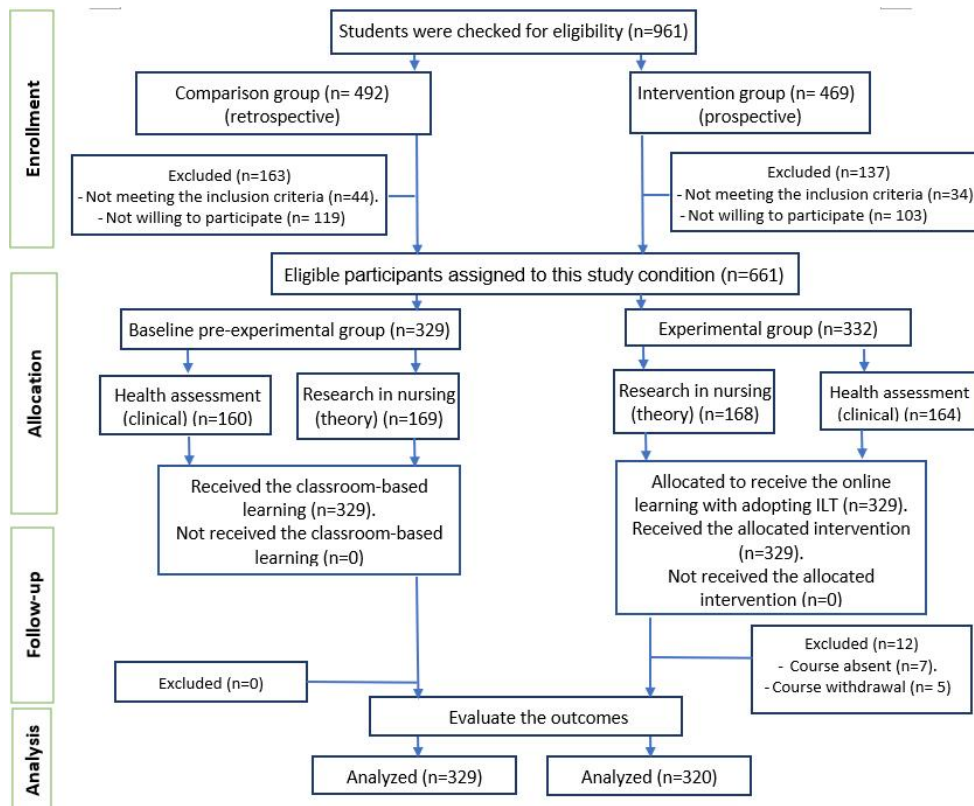 Students were checked for eligibility (n=961)
Enrollment
Comparison group (n= 492)
(retrospective)
Intervention group (n= 469)
(prospective)
Excluded (n=163)
- Not meeting the inclusion criteria (n=44).
- Not willing to participate (n= 119)
Excluded (n=137)
- Not meeting the inclusion criteria (n=34)
- Not willing to participate (n= 103)
Eligible participants assigned to this study condition (n=661)
Allocation
Baseline pre-experimental group (n=329)
Experimental group (n=332)
Health assessment
(clinical) (n=160)
Research in nursing
(theory) (n=169)
Research in nursing
(theory) (n=168)
Health assessment
(clinical) (n=164)
Received the classroom-based
learning (n=329).
Not received the classroom-based
learning (n=0)
Allocated to receive the online
learning with adopting ILT (n=329).
Received the allocated intervention
(n=329).
Not received the allocated
intervention (n=0)
Follow-up
Excluded (n=0)
Excluded (n=12)
- Course absent (n=7).
- Course withdrawal (n= 5)
Evaluate the outcomes
Analysis
Analyzed (n=329)
Analyzed (n=320)